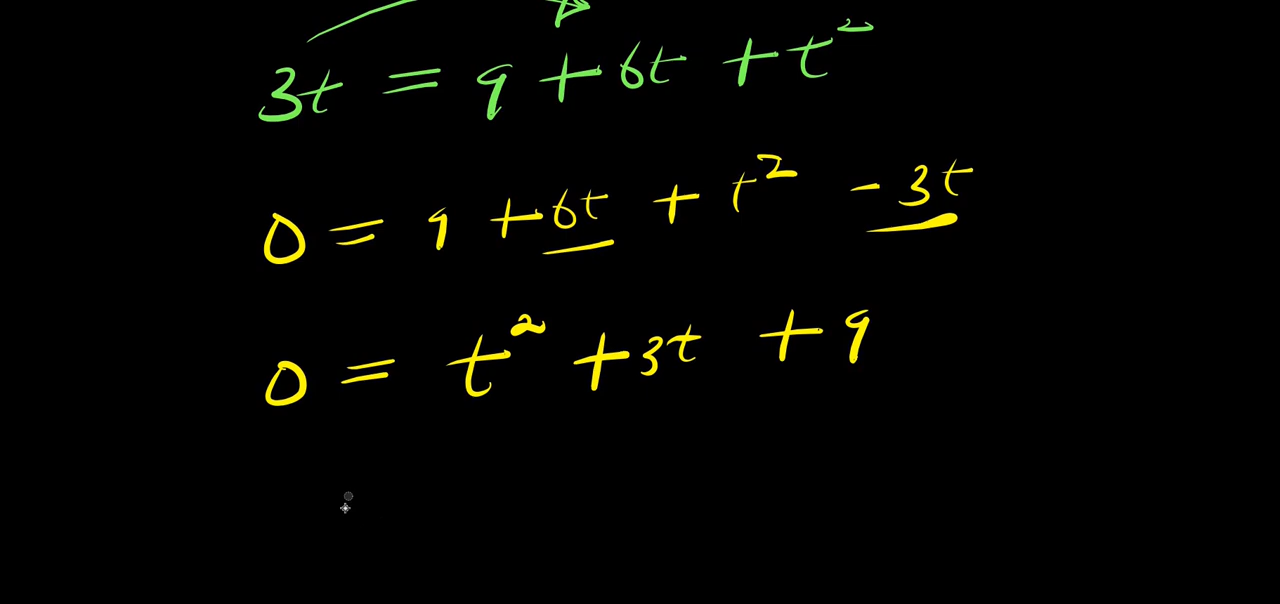 3t = 9 + 6t + t²
0 = 9 + 6t + t² - 3t
0 = t² + 3t + 9